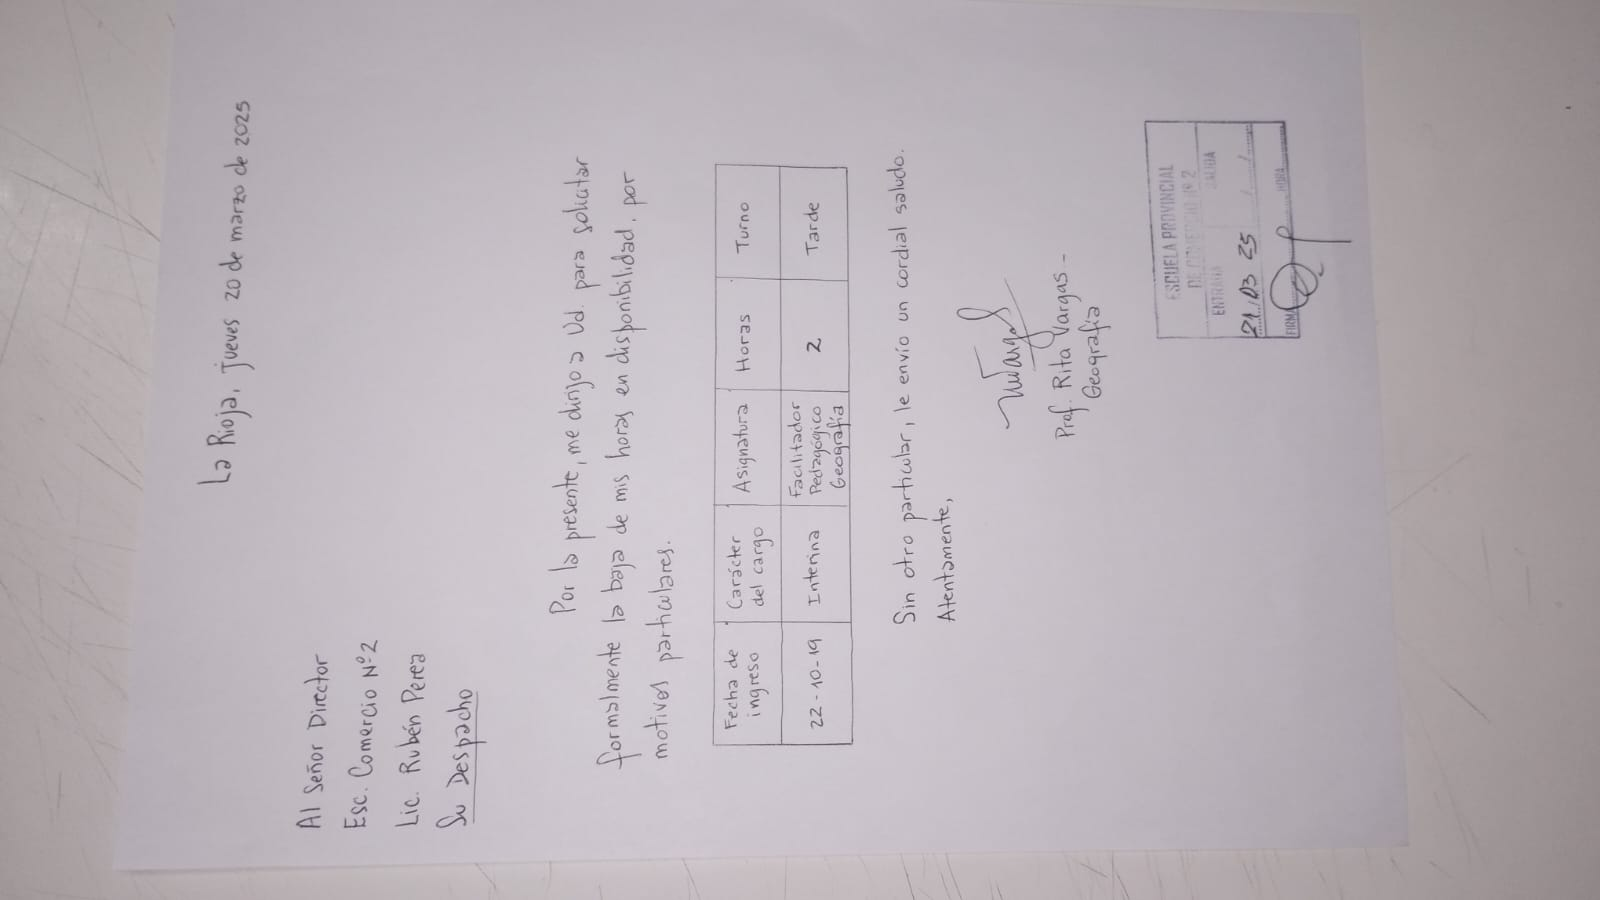 La Rioja, jueves 20 de marzo de 2025
Al Señor Director
Esc. Comercio Nº2
Lic. Rubén Perea
Su Despacho
Por la presente, me dirijo a Ud. para solicitar
formalmente la baja de mis horas en disponibilidad, por
motivos particulares.
Fecha de ingreso Carácter del cargo Asignatura Horas Turno
22-10-19 Interina Facilitador Pedagógico Geografía 2 Tarde
Sin otro particular, le envío un cordial saludo.
Atentamente,
Prof. Rita Vargas -
Geografía
ESCUELA PROVINCIAL
DE COMERCIO Nº 2
ENTRADA SALIDA
21/03 25
FIRMA HORA